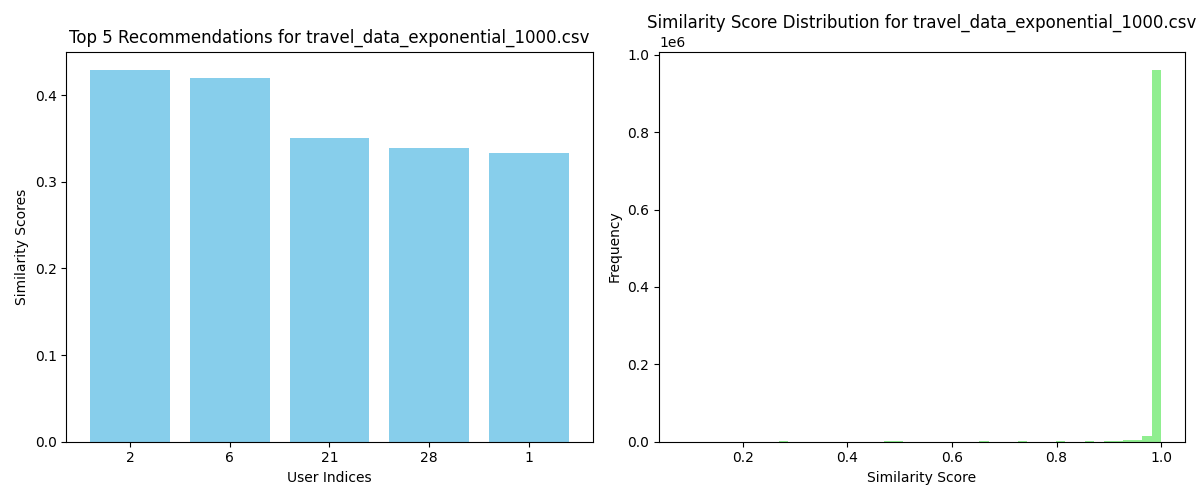 Top 5 Recommendations for travel_data_exponential_1000.csv
Similarity Scores
0.4
0.3
0.2
0.1
0.0
2 6 21 28 1
User Indices
Similarity Score Distribution for travel_data_exponential_1000.csv
1e6
Frequency
1.0
0.8
0.6
0.4
0.2
0.0
0.2 0.4 0.6 0.8 1.0
Similarity Score